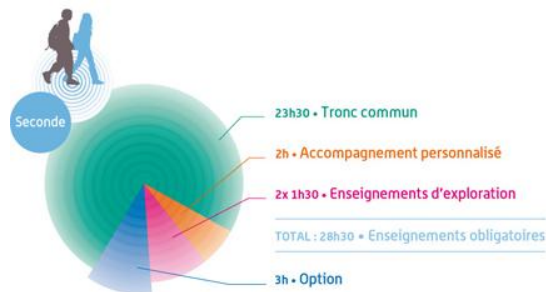 Seconde
23h30 • Tronc commun
2h • Accompagnement personnalisé
2x 1h30 • Enseignements d'exploration
TOTAL : 28h30 • Enseignements obligatoires
3h • Option